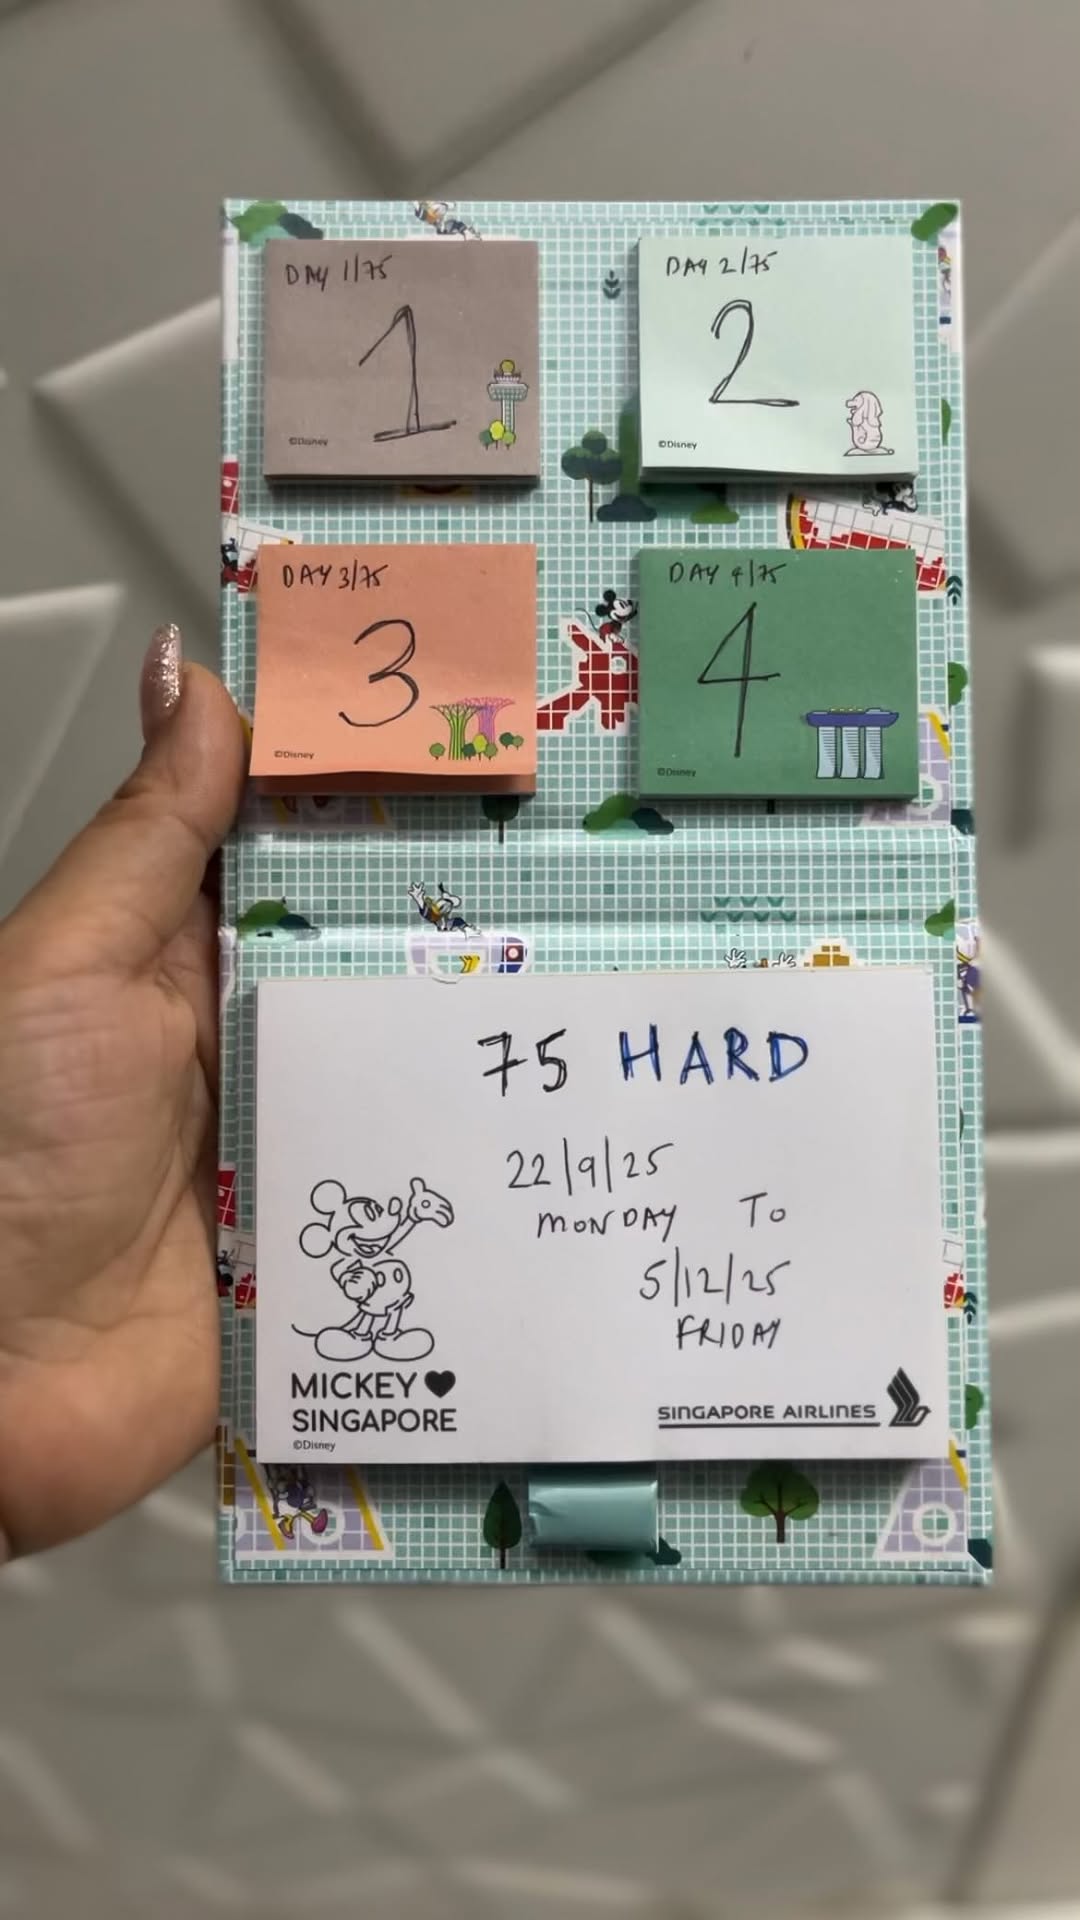 DAY 1/75
1
©Disney
DAY 2/75
2
©Disney
DAY 3/75
3
©Disney
DAY 4/75
4
©Disney
75 HARD
22/9/25
MONDAY TO
5/12/25
FRIDAY
MICKEY ♥
SINGAPORE
©Disney
SINGAPORE AIRLINES